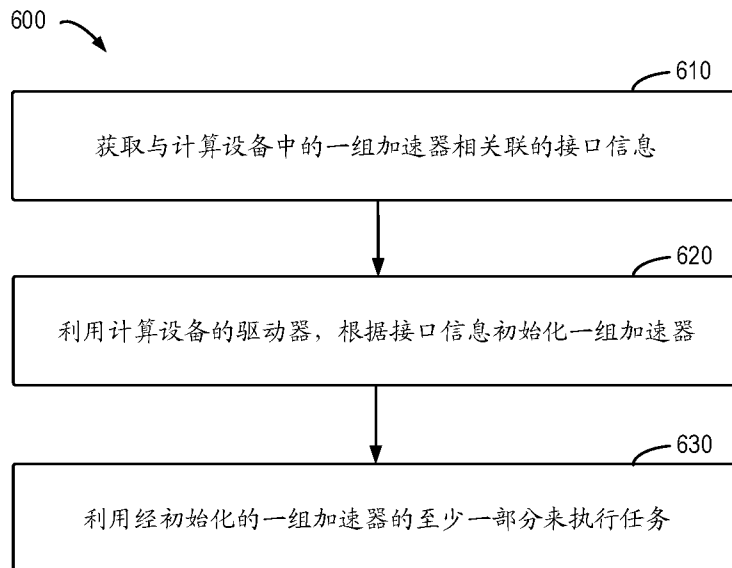 600
610
获取与计算设备中的一组加速器相关联的接口信息
620
利用计算设备的驱动器，根据接口信息初始化一组加速器
630
利用经初始化的一组加速器的至少一部分来执行任务